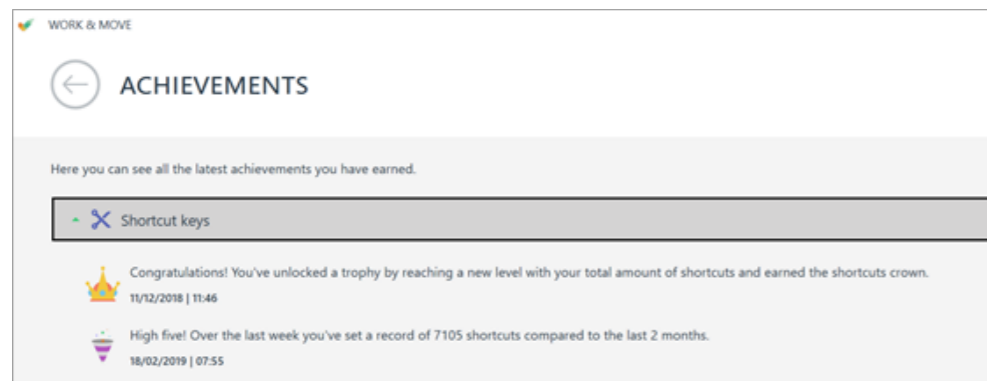 WORK & MOVE
ACHIEVEMENTS
Here you can see all the latest achievements you have earned.
Shortcut keys
Congratulations! You've unlocked a trophy by reaching a new level with your total amount of shortcuts and earned the shortcuts crown.
11/12/2018 | 11:46
High five! Over the last week you've set a record of 7105 shortcuts compared to the last 2 months.
18/02/2019 | 07:55